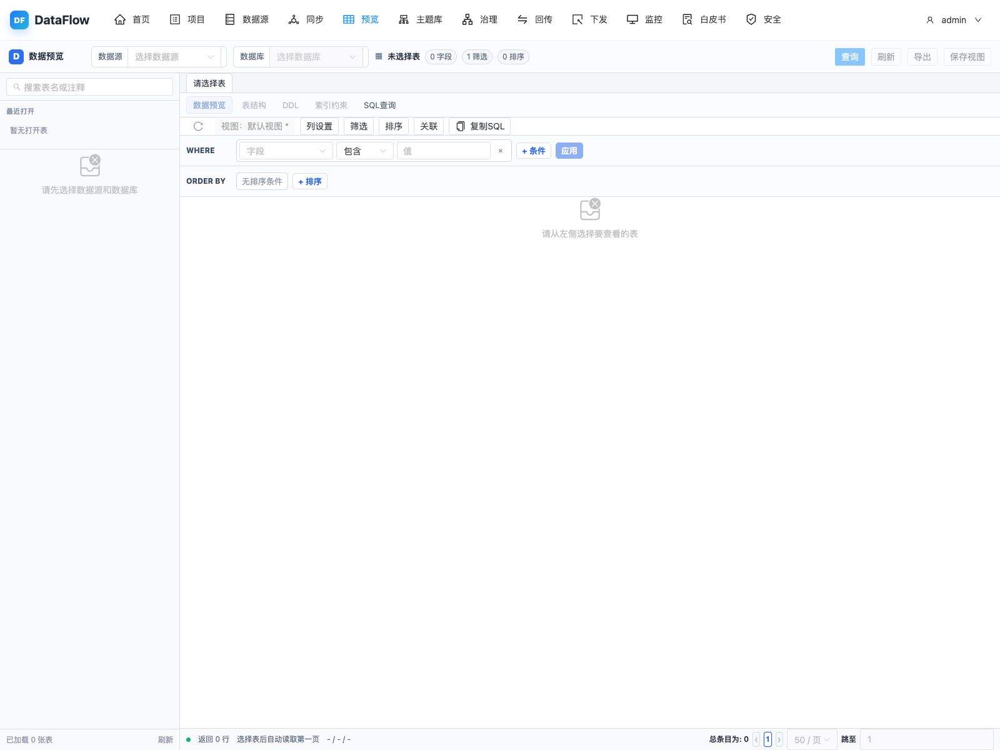 DF DataFlow 首页 项目 数据源 同步 预览 主题库 治理 回传 下发 监控 白皮书 安全 admin
D 数据预览 数据源 选择数据源 数据库 选择数据库 未选择表 0 字段 1 筛选 0 排序 查询 刷新 导出 保存视图
搜索表名或注释
最近打开
暂无打开表
请先选择数据源和数据库
已加载 0 张表 刷新
请选择表
数据预览 表结构 DDL 索引约束 SQL查询
视图：默认视图 * 列设置 筛选 排序 关联 复制SQL
WHERE 字段 包含 值 × + 条件 应用
ORDER BY 无排序条件 + 排序
请从左侧选择要查看的表
返回 0 行 选择表后自动读取第一页 - / - / - 总条目为: 0 1 50 / 页 跳至 1